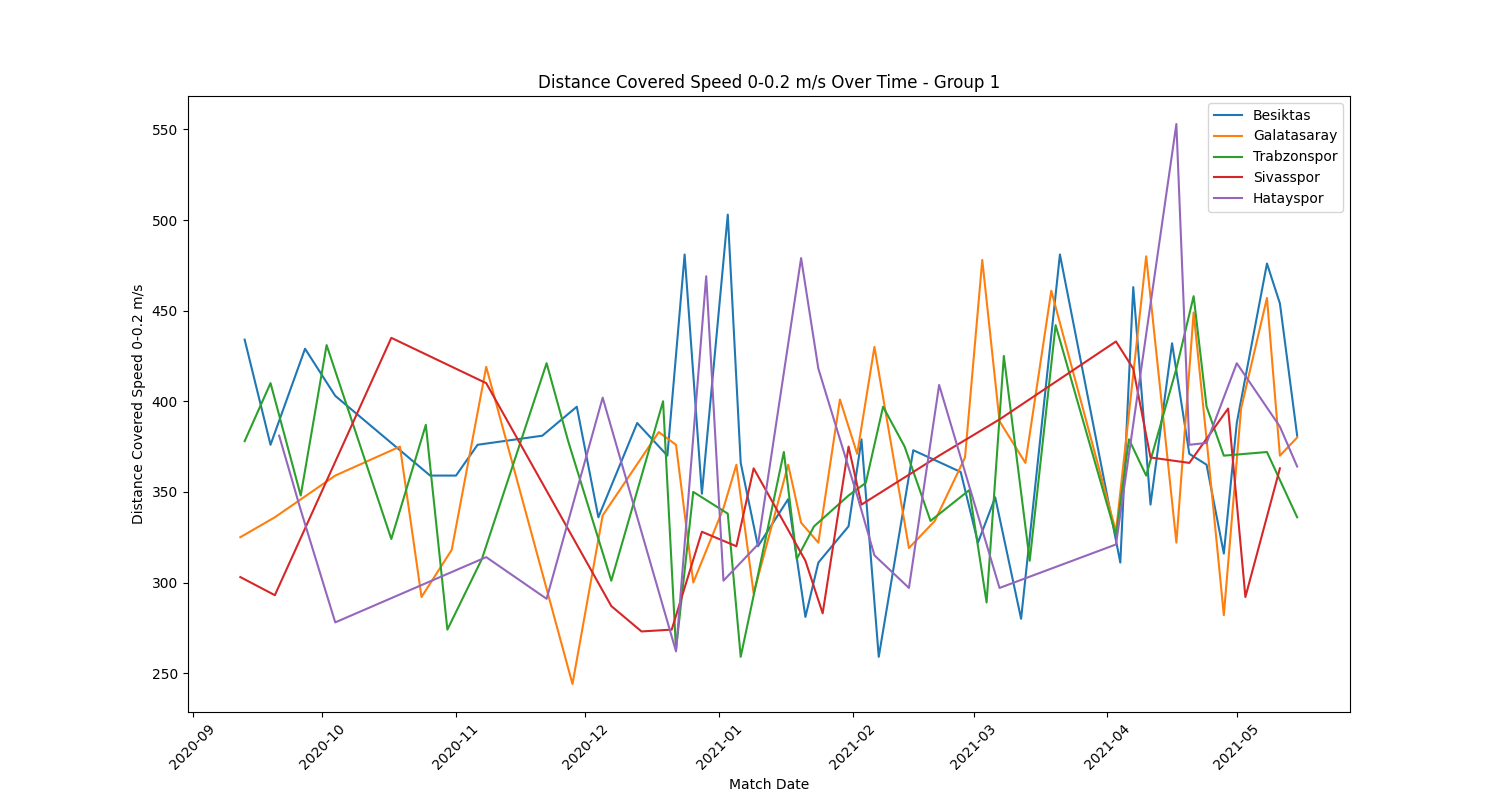 Distance Covered Speed 0-0.2 m/s Over Time - Group 1
Besiktas
Galatasaray
Trabzonspor
Sivasspor
Hatayspor
Distance Covered Speed 0-0.2 m/s
550
500
450
400
350
300
250
2020-09
2020-10
2020-11
2020-12
2021-01
2021-02
2021-03
2021-04
2021-05
Match Date